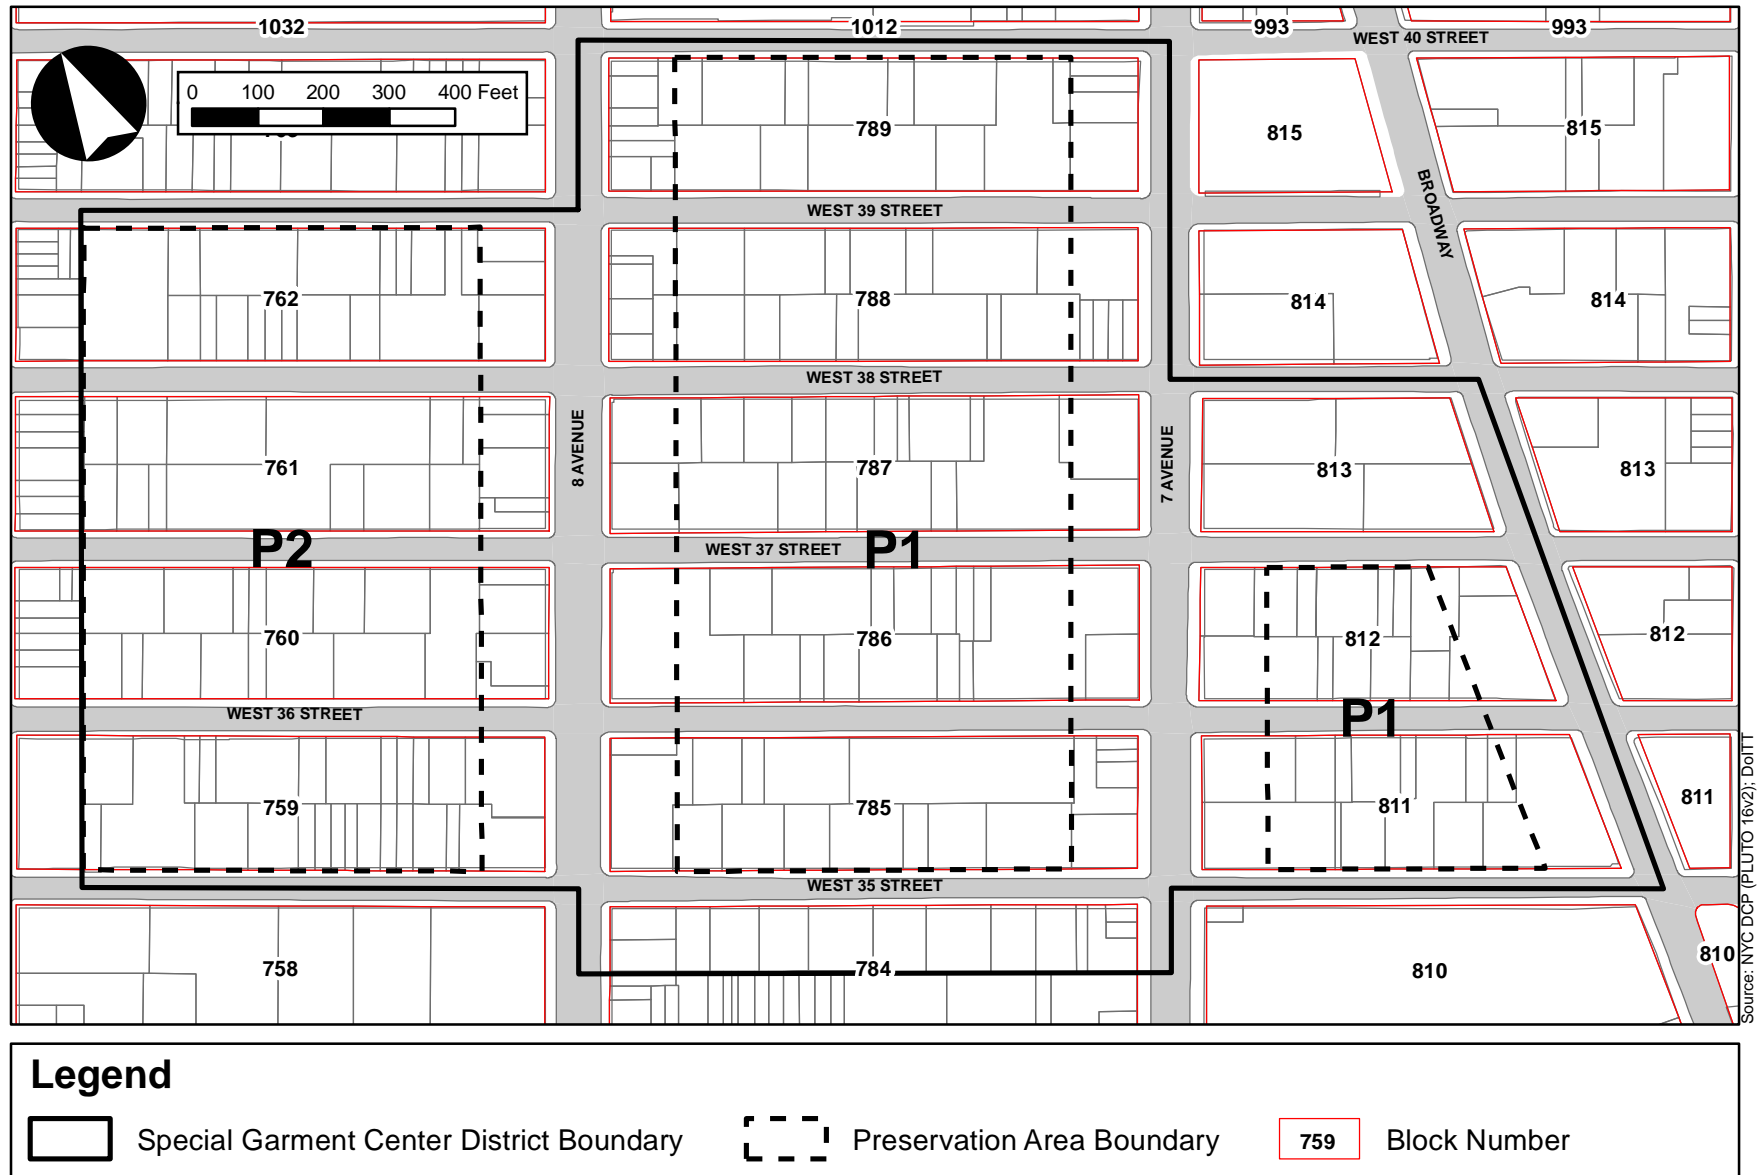 1032
1012
993
993
WEST 40 STREET
0 100 200 300 400 Feet
789
815
815
BROADWAY
WEST 39 STREET
762
788
814
814
WEST 38 STREET
8 AVENUE
7 AVENUE
761
787
813
813
P2
WEST 37 STREET
P1
760
786
812
812
WEST 36 STREET
P1
759
785
811
811
WEST 35 STREET
758
784
810
810
Source: NYC DCP (PLUTO 16v2); DoITT
Legend
Special Garment Center District Boundary
Preservation Area Boundary
759
Block Number